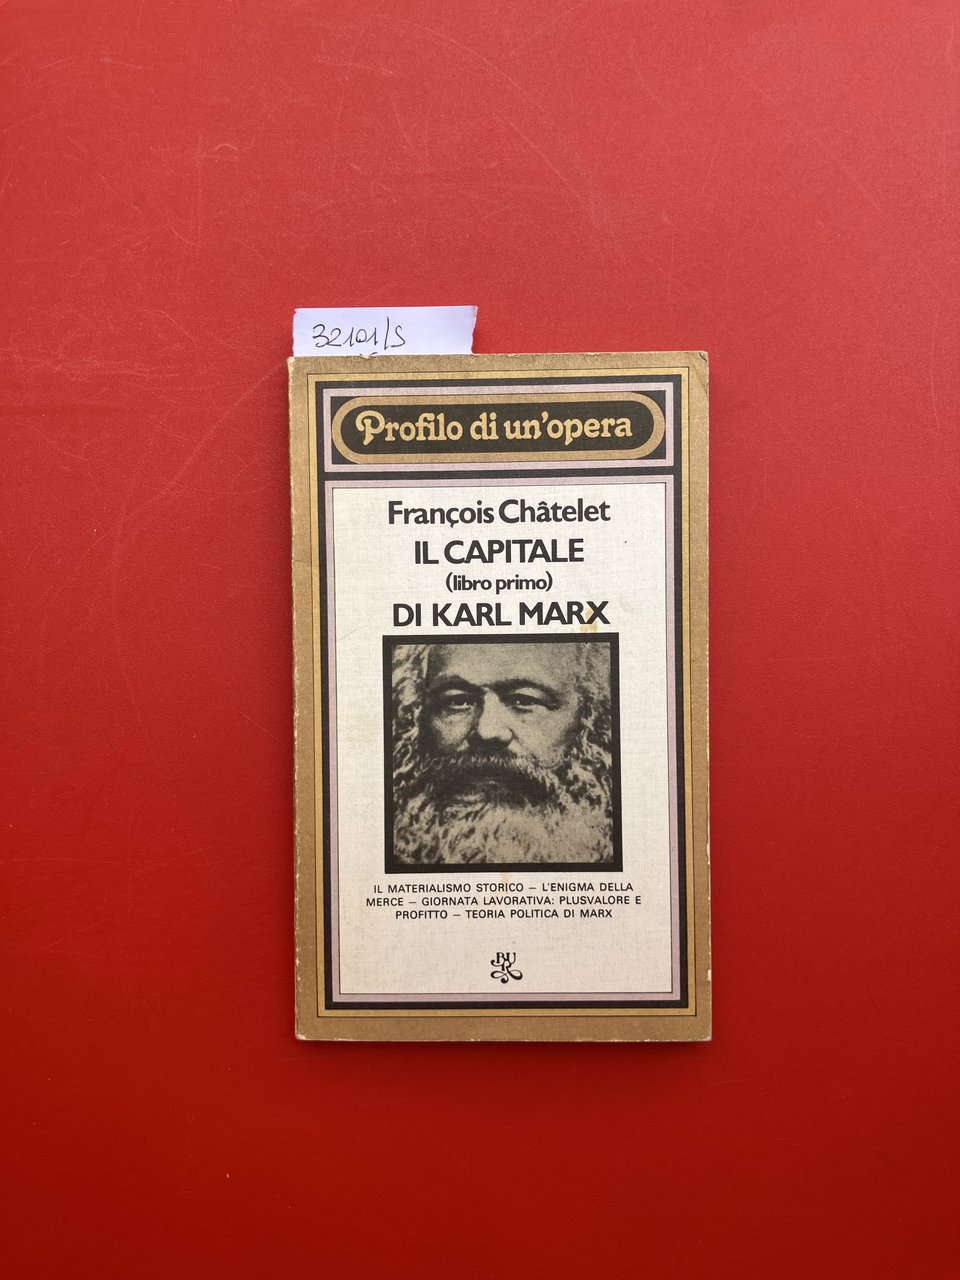 32101/S
Profilo di un'opera
François Châtelet
IL CAPITALE
(libro primo)
DI KARL MARX
IL MATERIALISMO STORICO – L'ENIGMA DELLA
MERCE – GIORNATA LAVORATIVA: PLUSVALORE E
PROFITTO – TEORIA POLITICA DI MARX
BUR